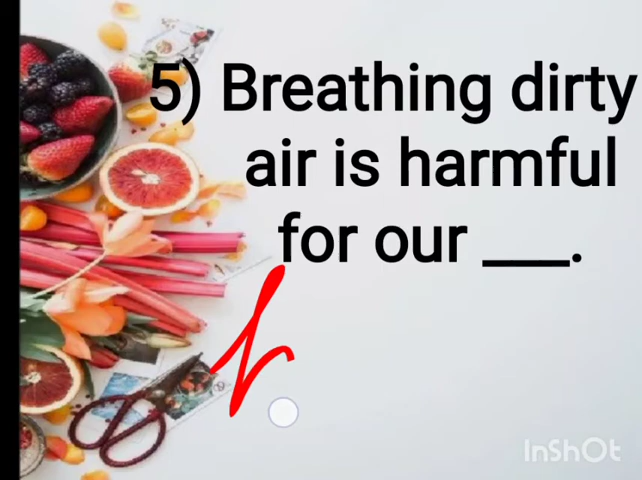 5) Breathing dirty
air is harmful
for our ___.
h
InShOt